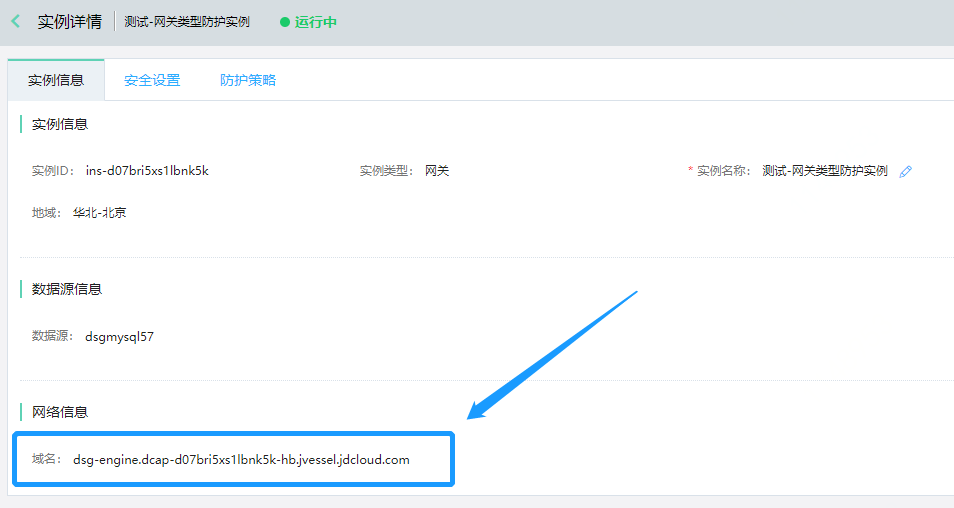 实例详情 测试-网关类型防护实例 运行中
实例信息 安全设置 防护策略
实例信息
实例ID: ins-d07bri5xs1lbnk5k 实例类型: 网关 * 实例名称: 测试-网关类型防护实例
地域: 华北-北京
数据源信息
数据源: dsgmysql57
网络信息
域名: dsg-engine.dcap-d07bri5xs1lbnk5k-hb.jvessel.jdcloud.com